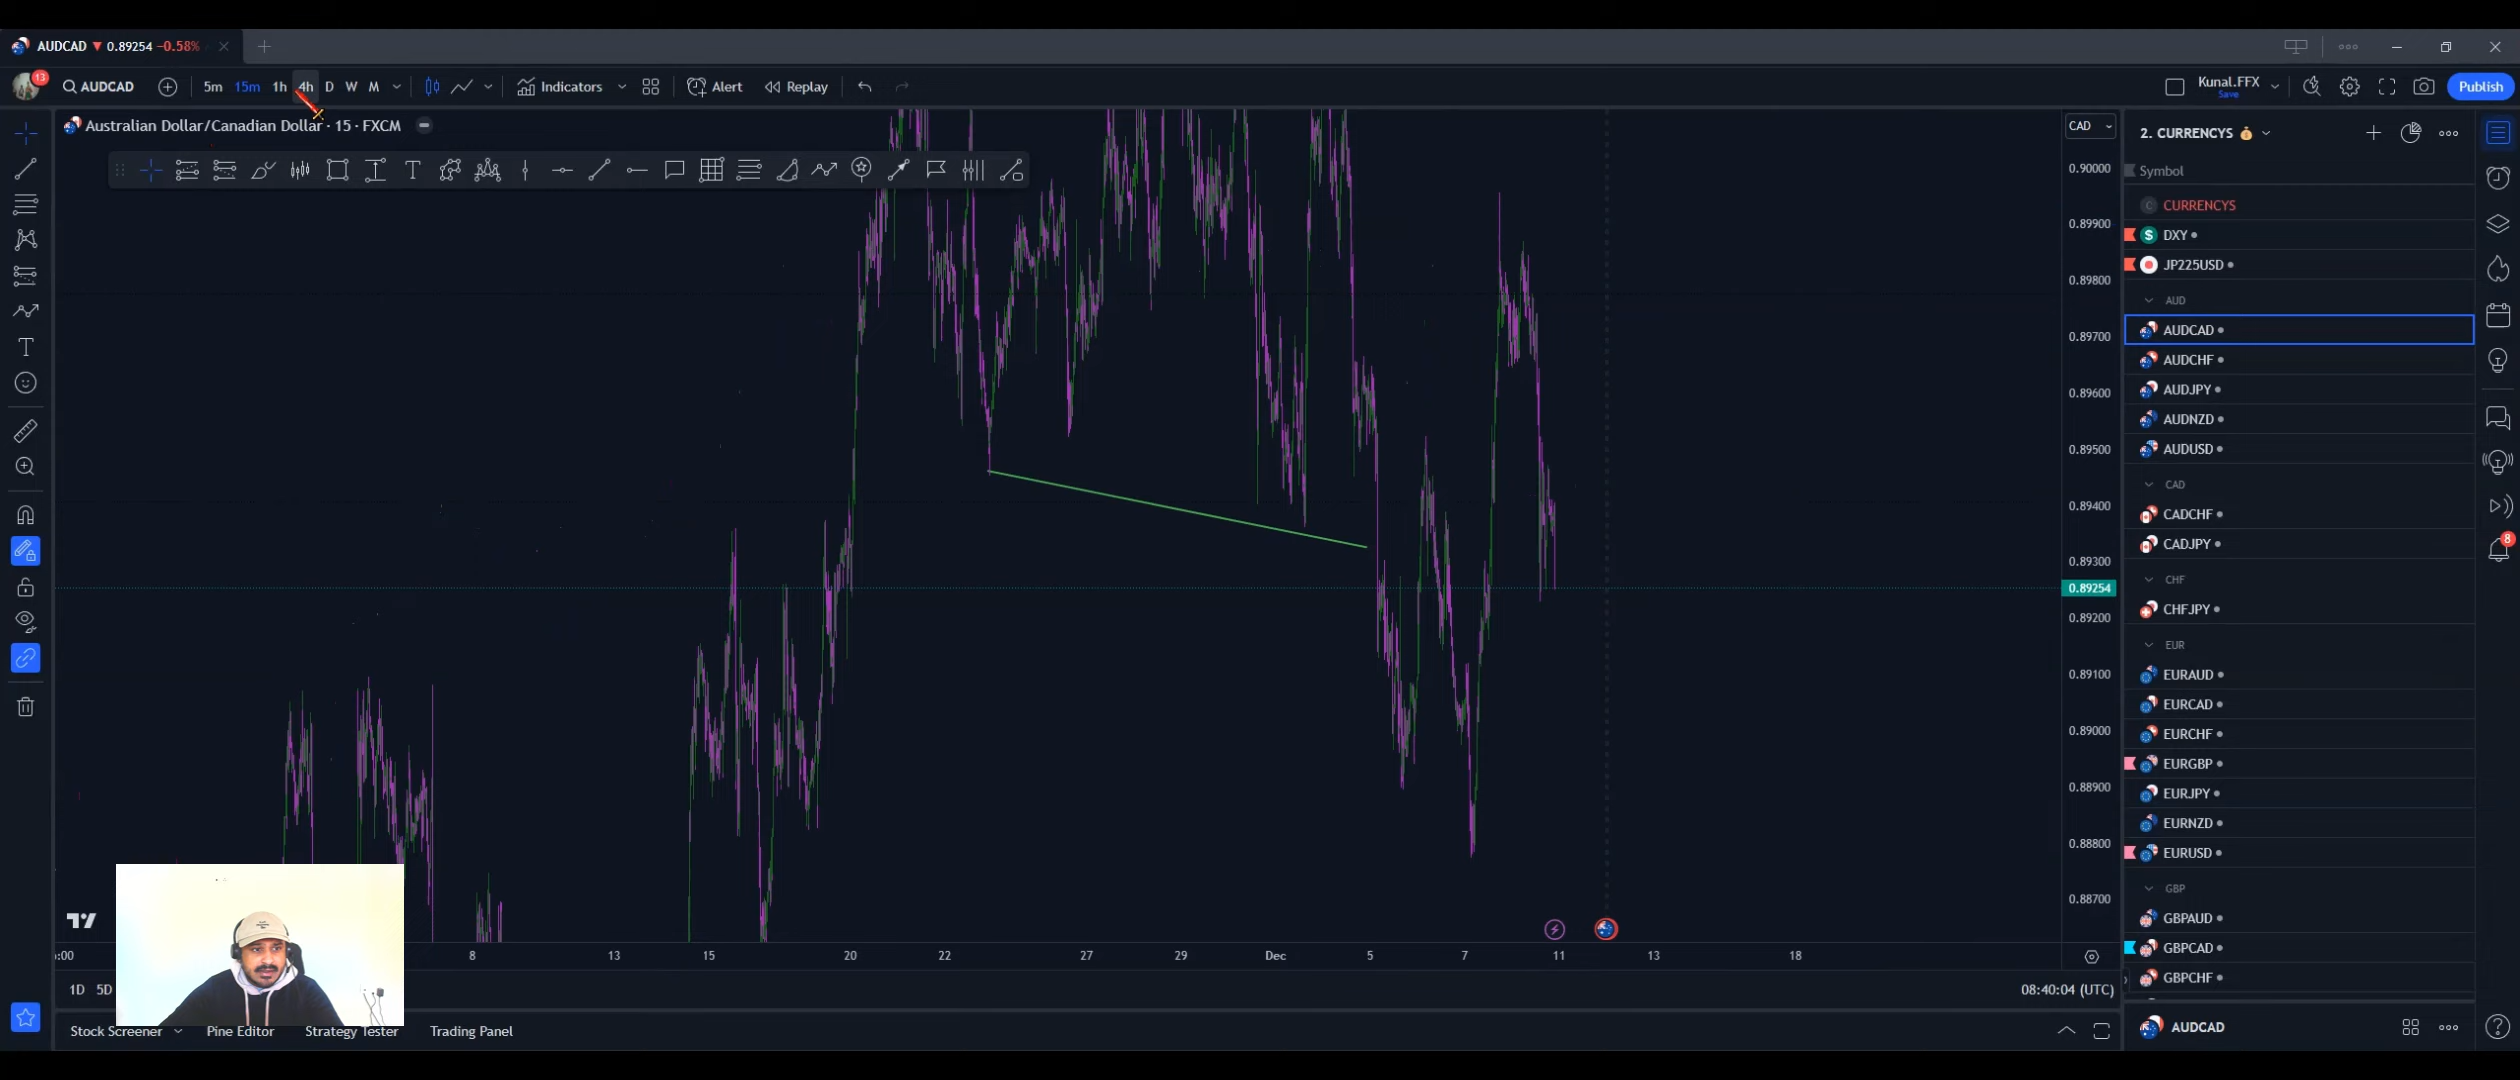 AUDCAD ▼ 0.89254 −0.58%
13
AUDCAD
5m 15m 1h 4h D W M
Indicators
Alert
Replay
Kunal.FFX
Save
Publish
Australian Dollar/Canadian Dollar · 15 · FXCM
CAD
0.90000
0.89900
0.89800
0.89700
0.89600
0.89500
0.89400
0.89300
0.89254
0.89200
0.89100
0.89000
0.88900
0.88800
0.88700
2. CURRENCYS
Symbol
C CURRENCYS
$ DXY
JP225USD
AUD
AUDCAD
AUDCHF
AUDJPY
AUDNZD
AUDUSD
CAD
CADCHF
CADJPY
CHF
CHFJPY
EUR
EURAUD
EURCAD
EURCHF
EURGBP
EURJPY
EURNZD
EURUSD
GBP
GBPAUD
GBPCAD
GBPCHF
8
:00 8 13 15 20 22 27 29 Dec 5 7 11 13 18
1D 5D
08:40:04 (UTC)
Stock Screener Pine Editor Strategy Tester Trading Panel
AUDCAD